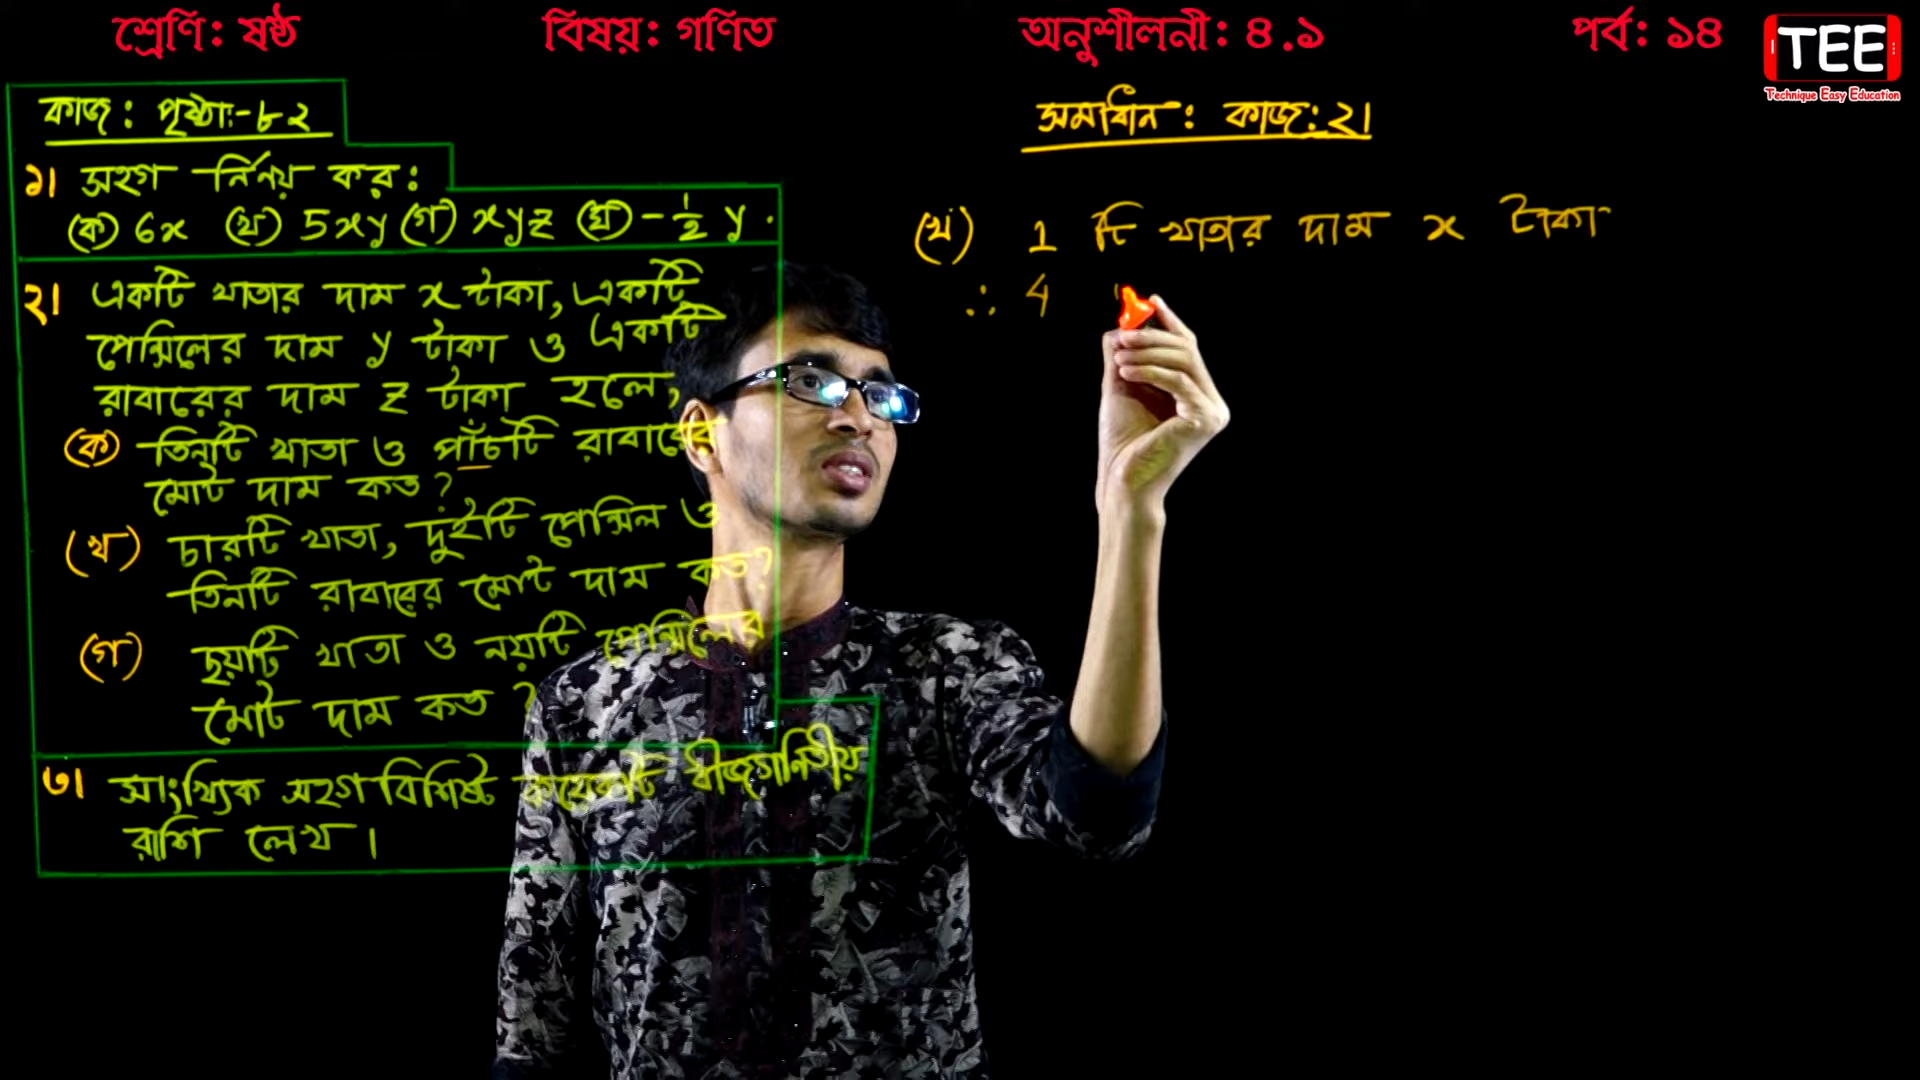 শ্রেণি: ষষ্ঠ
বিষয়: গণিত
অনুশীলনী: ৪.১
পর্ব: ১৪
TEE
Technique Easy Education
কাজ: পৃষ্ঠা:-৮২
১। সহগ নির্ণয় কর:
(ক) 6x (খ) 5xy (গ) xyz (ঘ) -1/2 y.
২। একটি খাতার দাম x টাকা, একটি
পেন্সিলের দাম y টাকা ও একটি
রাবারের দাম z টাকা হলে,
(ক) তিনটি খাতা ও পাঁচটি রাবারের
মোট দাম কত?
(খ) চারটি খাতা, দুইটি পেন্সিল ও
তিনটি রাবারের মোট দাম কত?
(গ) ছয়টি খাতা ও নয়টি পেন্সিলের
মোট দাম কত ?
৩। সাংখ্যিক সহগবিশিষ্ট কয়েকটি বীজগণিতীয়
রাশি লেখ।
সমাধান: কাজ:২।
(খ) 1 টি খাতার দাম x টাকা
∴ 4 "